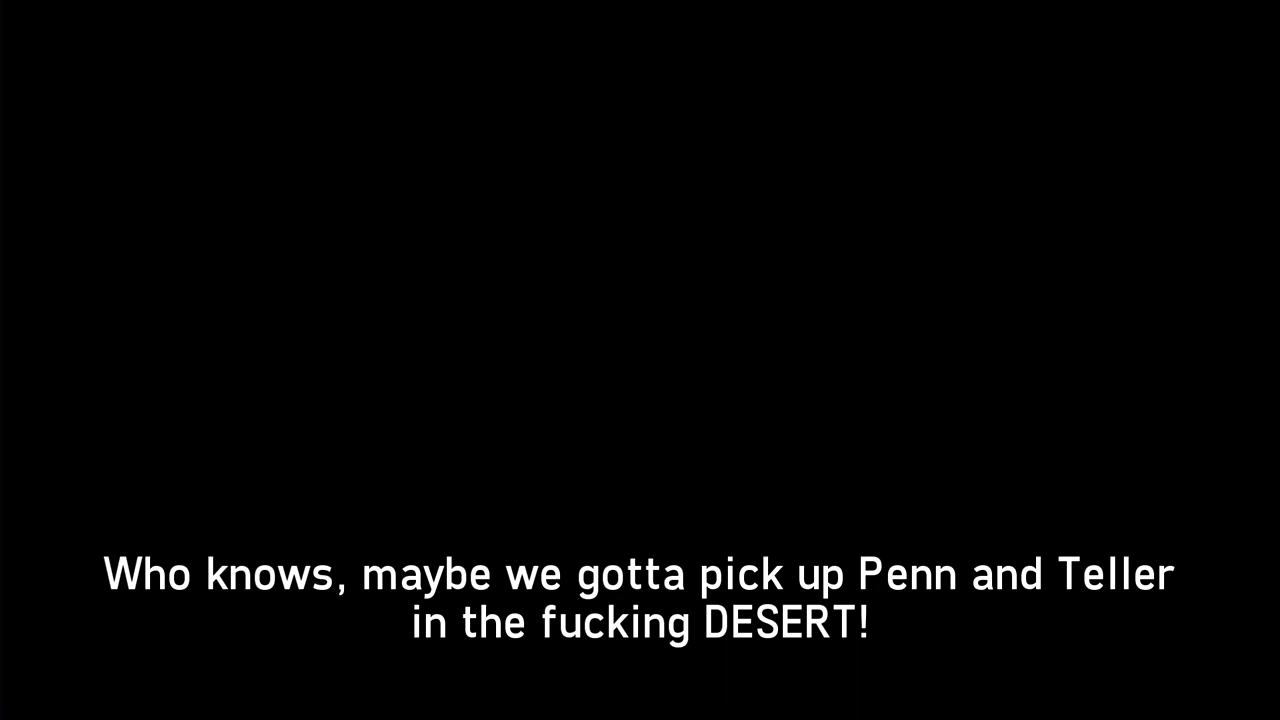 Who knows, maybe we gotta pick up Penn and Teller
in the fucking DESERT!